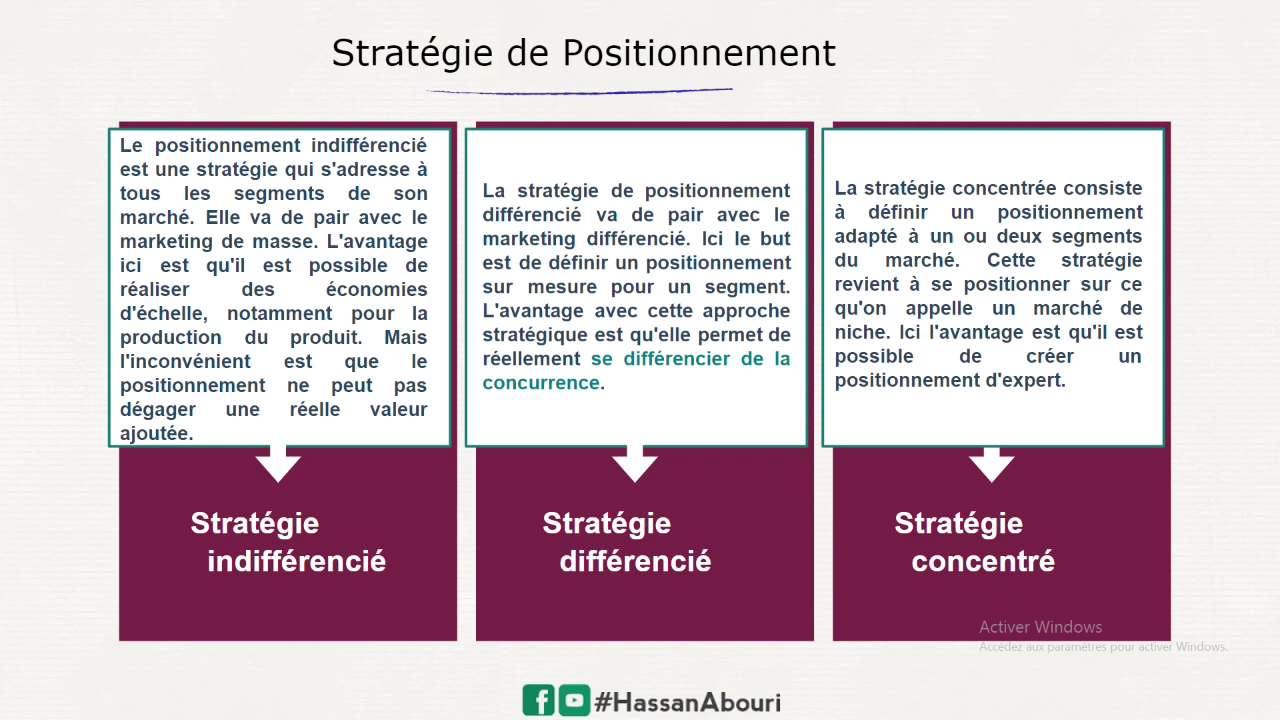 Stratégie de Positionnement
Le positionnement indifférencié
est une stratégie qui s'adresse à
tous les segments de son
marché. Elle va de pair avec le
marketing de masse. L'avantage
ici est qu'il est possible de
réaliser des économies
d'échelle, notamment pour la
production du produit. Mais
l'inconvénient est que le
positionnement ne peut pas
dégager une réelle valeur
ajoutée.
Stratégie
indifférencié
La stratégie de positionnement
différencié va de pair avec le
marketing différencié. Ici le but
est de définir un positionnement
sur mesure pour un segment.
L'avantage avec cette approche
stratégique est qu'elle permet de
réellement se différencier de la
concurrence.
Stratégie
différencié
La stratégie concentrée consiste
à définir un positionnement
adapté à un ou deux segments
du marché. Cette stratégie
revient à se positionner sur ce
qu'on appelle un marché de
niche. Ici l'avantage est qu'il est
possible de créer un
positionnement d'expert.
Stratégie
concentré
Activer Windows
Accédez aux paramètres pour activer Windows.
#HassanAbouri